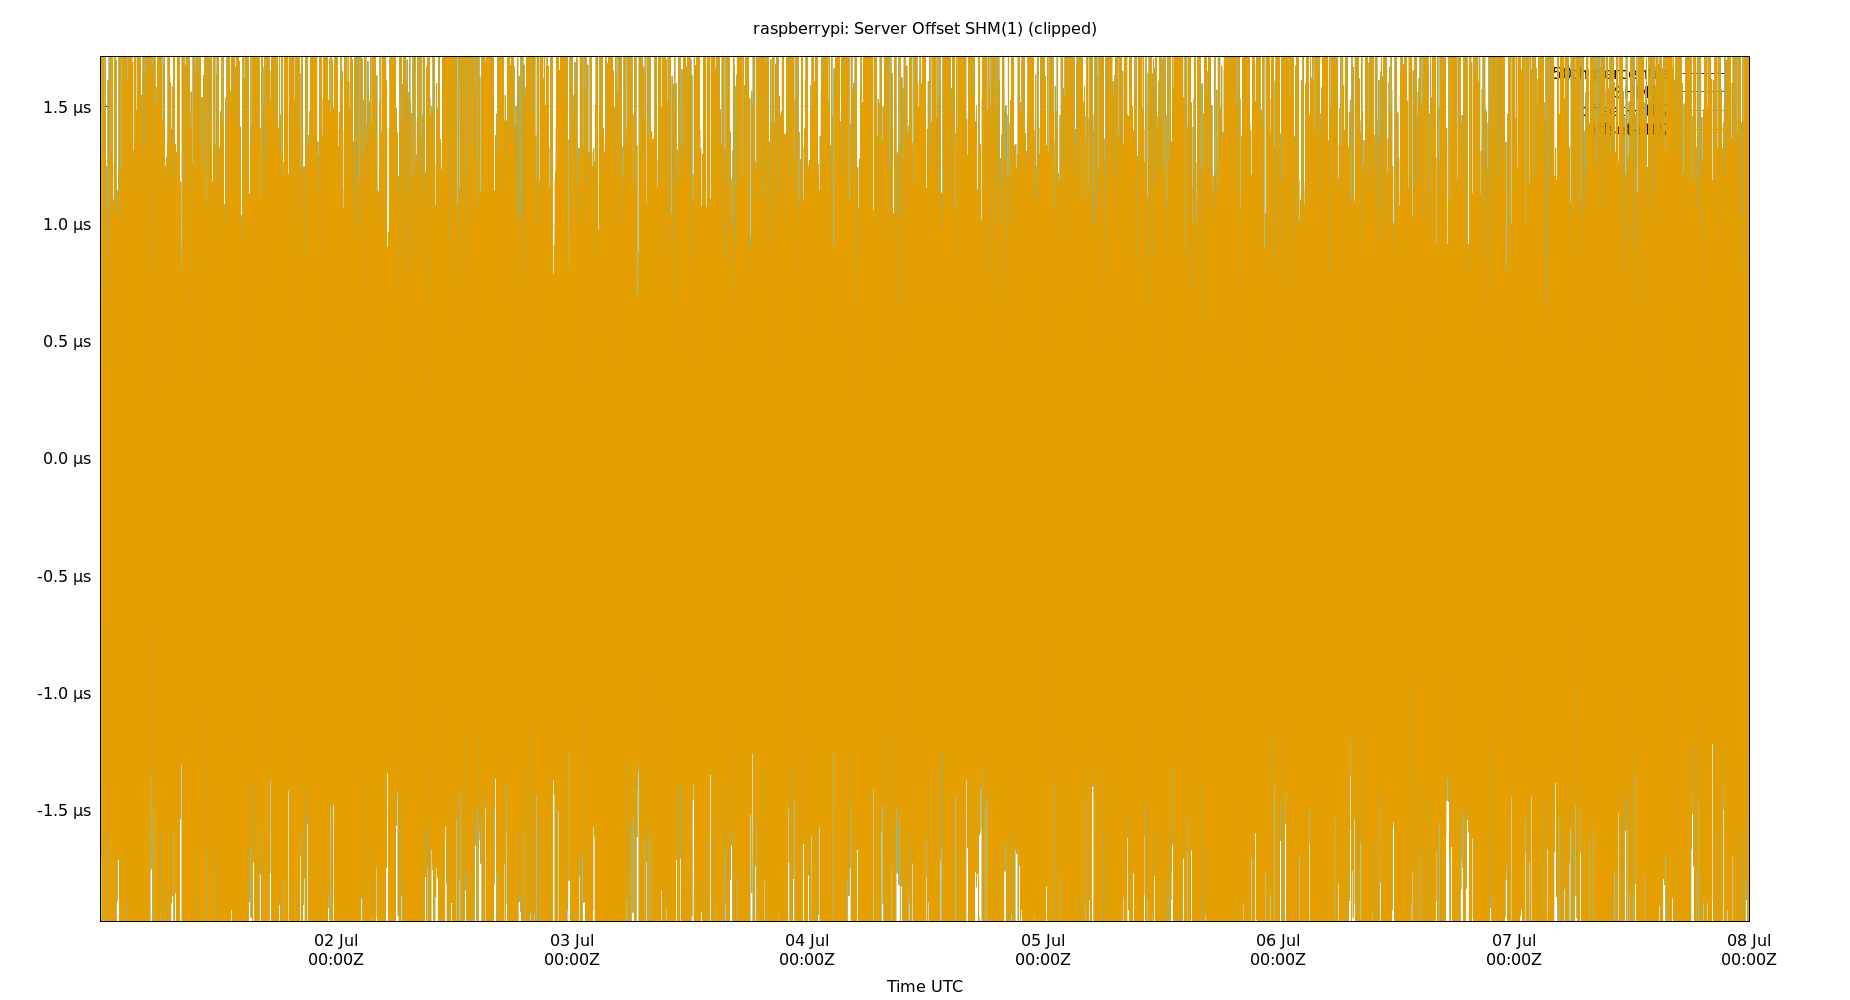 raspberrypi: Server Offset SHM(1) (clipped)
1.5 µs
1.0 µs
0.5 µs
0.0 µs
-0.5 µs
-1.0 µs
-1.5 µs
02 Jul 03 Jul 04 Jul 05 Jul 06 Jul 07 Jul 08 Jul
00:00Z 00:00Z 00:00Z 00:00Z 00:00Z 00:00Z 00:00Z
Time UTC